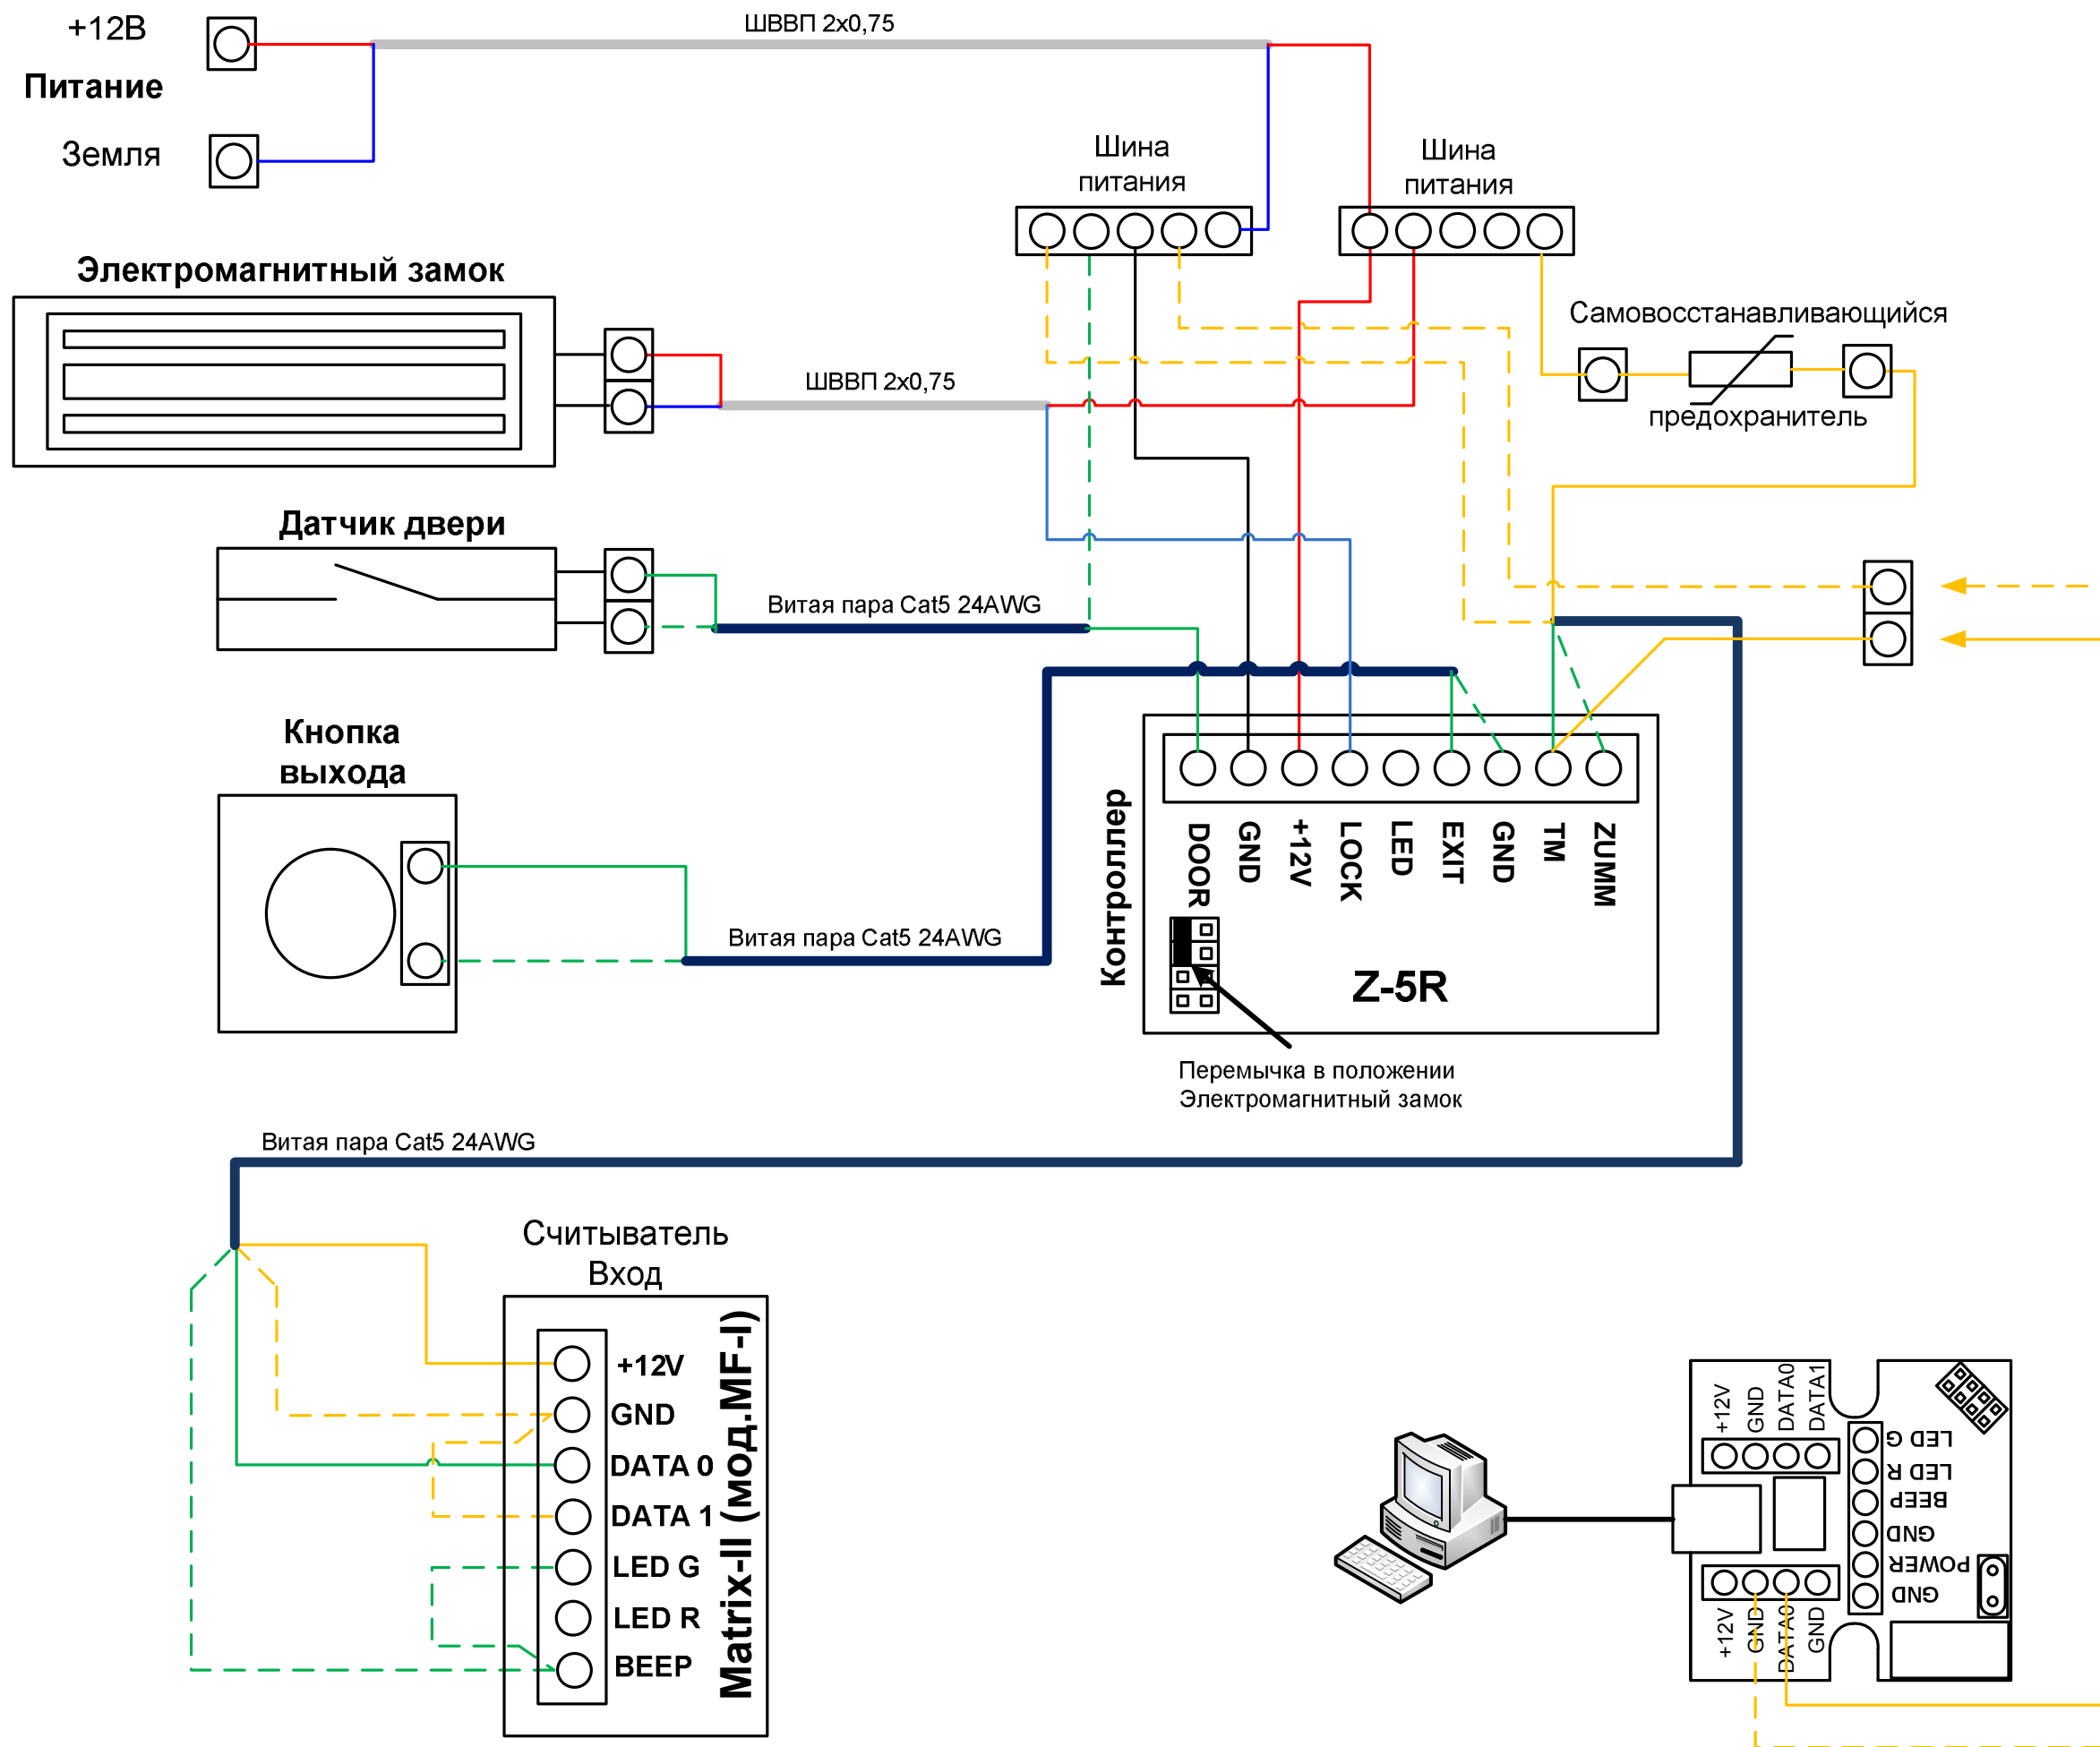 +12В
Питание
Земля
ШВВП 2х0,75
Шина
питания
Шина
питания
Электромагнитный замок
ШВВП 2х0,75
Самовосстанавливающийся
предохранитель
Датчик двери
Витая пара Cat5 24AWG
Кнопка
выхода
Витая пара Cat5 24AWG
Контроллер
DOOR
GND
+12V
LOCK
LED
EXIT
GND
TM
ZUMM
Z-5R
Перемычка в положении
Электромагнитный замок
Витая пара Cat5 24AWG
Считыватель
Вход
+12V
GND
DATA 0
DATA 1
LED G
LED R
BEEP
Matrix-II (мод.MF-I)
+12V
GND
DATA0
DATA1
LED G
LED R
BEEP
GND
POWER
GND
+12V
GND
DATA0
GND